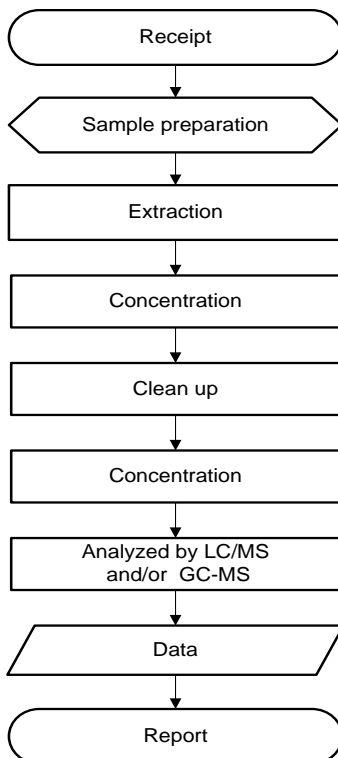 Receipt
Sample preparation
Extraction
Concentration
Clean up
Concentration
Analyzed by LC/MS
and/or GC-MS
Data
Report